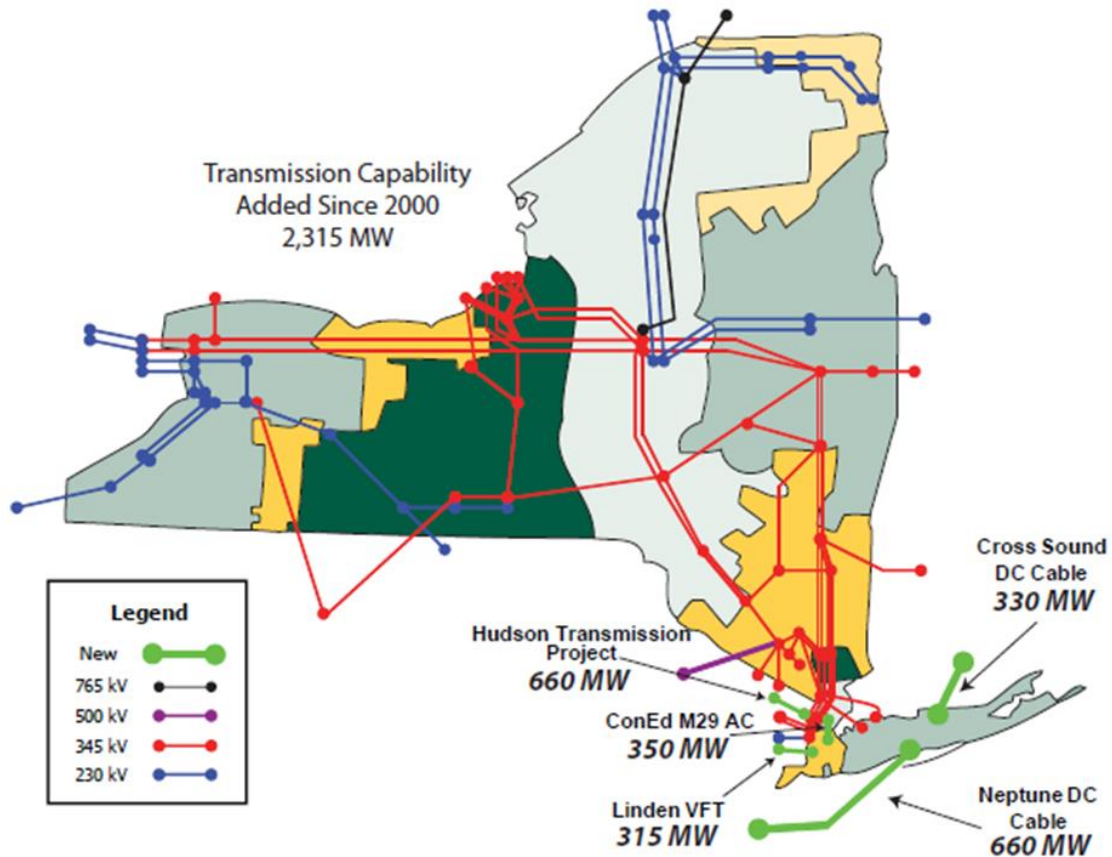 Transmission Capability
Added Since 2000
2,315 MW
Cross Sound
DC Cable
330 MW
Hudson Transmission
Project
660 MW
ConEd M29 AC
350 MW
Linden VFT
315 MW
Neptune DC
Cable
660 MW
Legend
New
765 kV
500 kV
345 kV
230 kV